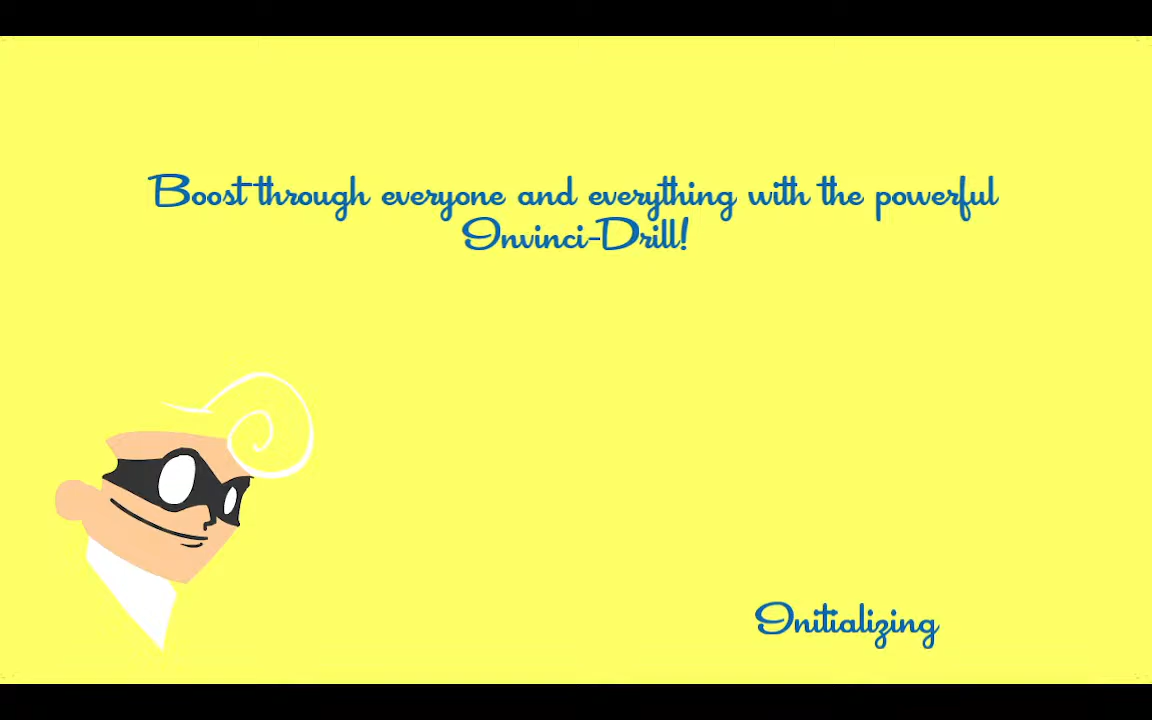 Boost through everyone and everything with the powerful
Invinci-Drill!
Initializing